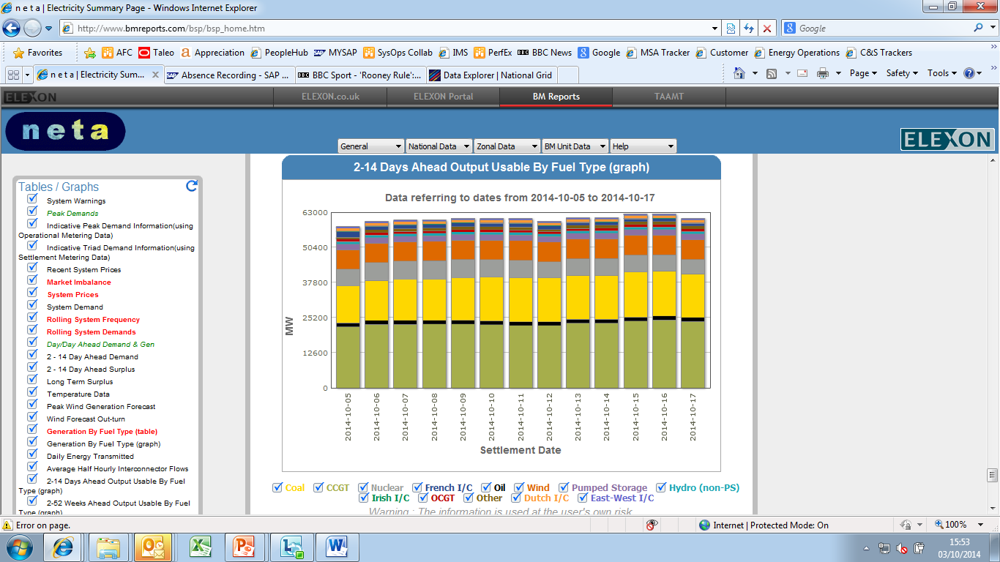 n e t a | Electricity Summary Page - Windows Internet Explorer
http://www.bmreports.com/bsp/bsp_home.htm
Google
Favorites
AFC
Taleo
Appreciation
PeopleHub
MYSAP
SysOps Collab
IMS
PerfEx
BBC News
Google
MSA Tracker
Customer
Energy Operations
C&S Trackers
n e t a | Electricity Sum...
Absence Recording - SAP ...
BBC Sport - 'Rooney Rule':...
Data Explorer | National Grid
Page
Safety
Tools
ELEXON
ELEXON.co.uk
ELEXON Portal
BM Reports
TAAMT
neta
General
National Data
Zonal Data
BM Unit Data
Help
ELEXON
Tables / Graphs
System Warnings
Peak Demands
Indicative Peak Demand Information(using
Operational Metering Data)
Indicative Triad Demand Information(using
Settlement Metering Data)
Recent System Prices
Market Imbalance
System Prices
System Demand
Rolling System Frequency
Rolling System Demands
Day/Day Ahead Demand & Gen
2 - 14 Day Ahead Demand
2 - 14 Day Ahead Surplus
Long Term Surplus
Temperature Data
Peak Wind Generation Forecast
Wind Forecast Out-turn
Generation By Fuel Type (table)
Generation By Fuel Type (graph)
Daily Energy Transmitted
Average Half Hourly Interconnector Flows
2-14 Days Ahead Output Usable By Fuel
Type (graph)
2-52 Weeks Ahead Output Usable By Fuel
Type (graph)
2-14 Days Ahead Output Usable By Fuel Type (graph)
Data referring to dates from 2014-10-05 to 2014-10-17
63000
50400
37800
25200
12600
0
MW
2014-10-05
2014-10-06
2014-10-07
2014-10-08
2014-10-09
2014-10-10
2014-10-11
2014-10-12
2014-10-13
2014-10-14
2014-10-15
2014-10-16
2014-10-17
Settlement Date
Coal
CCGT
Nuclear
French I/C
Oil
Wind
Pumped Storage
Hydro (non-PS)
Irish I/C
OCGT
Other
Dutch I/C
East-West I/C
Warning : The information is used at the user's own risk
Error on page.
Internet | Protected Mode: On
100%
15:53
03/10/2014